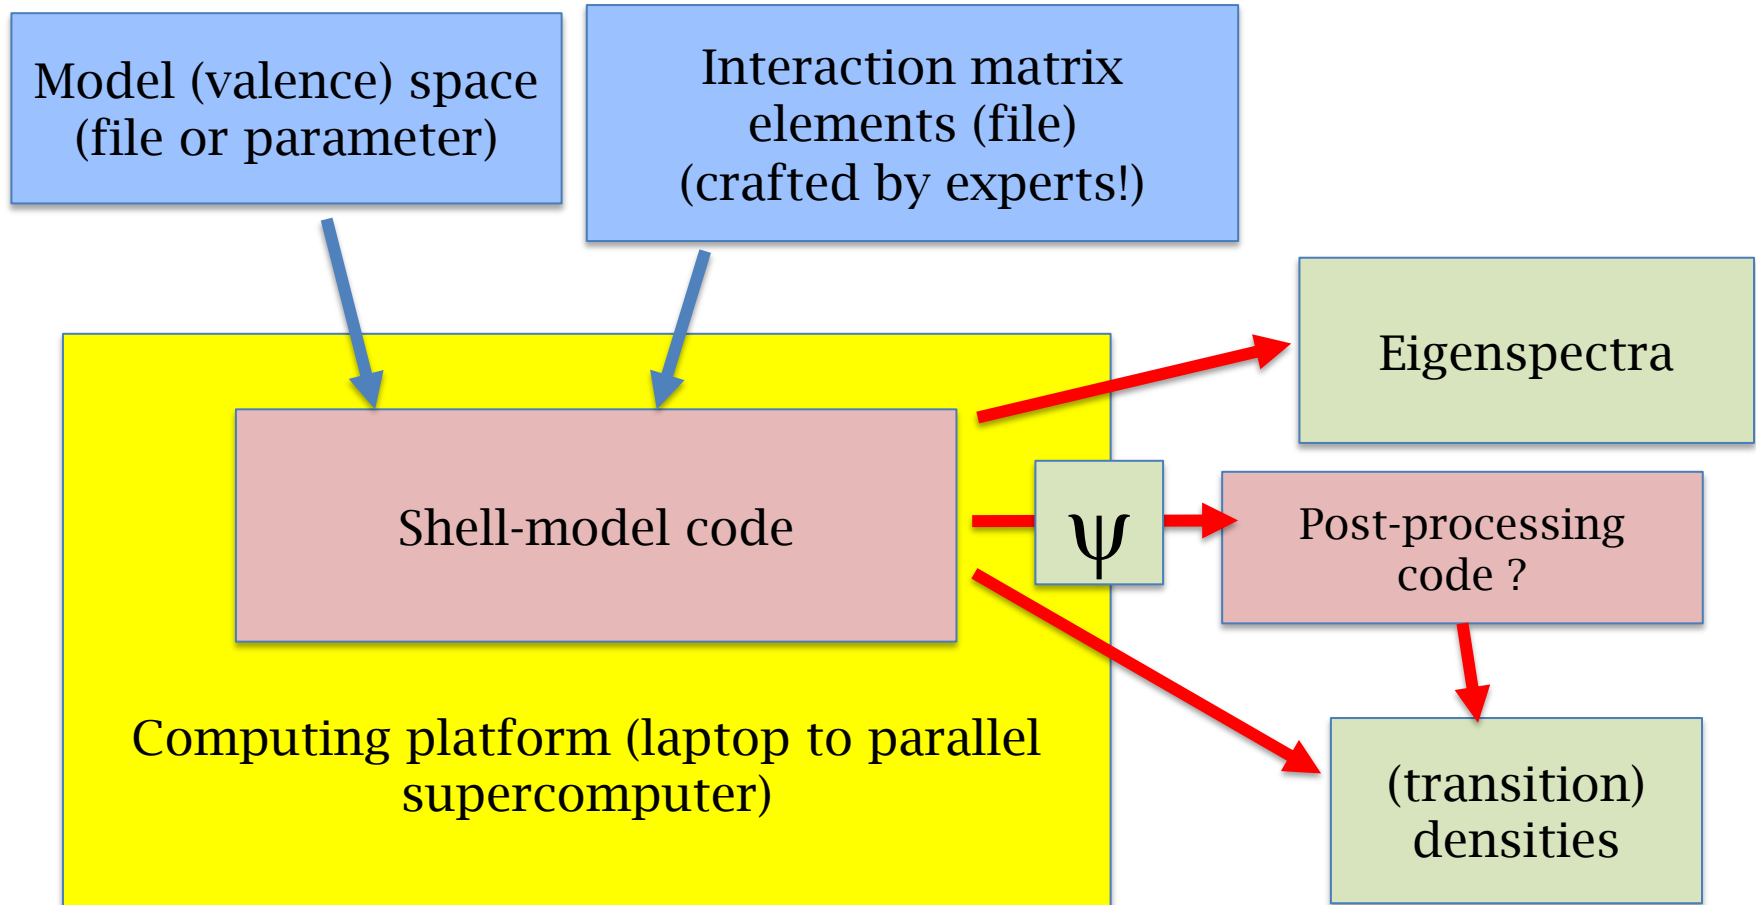 Model (valence) space
(file or parameter)
Interaction matrix
elements (file)
(crafted by experts!)
Eigenspectra
Shell-model code
ψ
Post-processing
code ?
Computing platform (laptop to parallel
supercomputer)
(transition)
densities